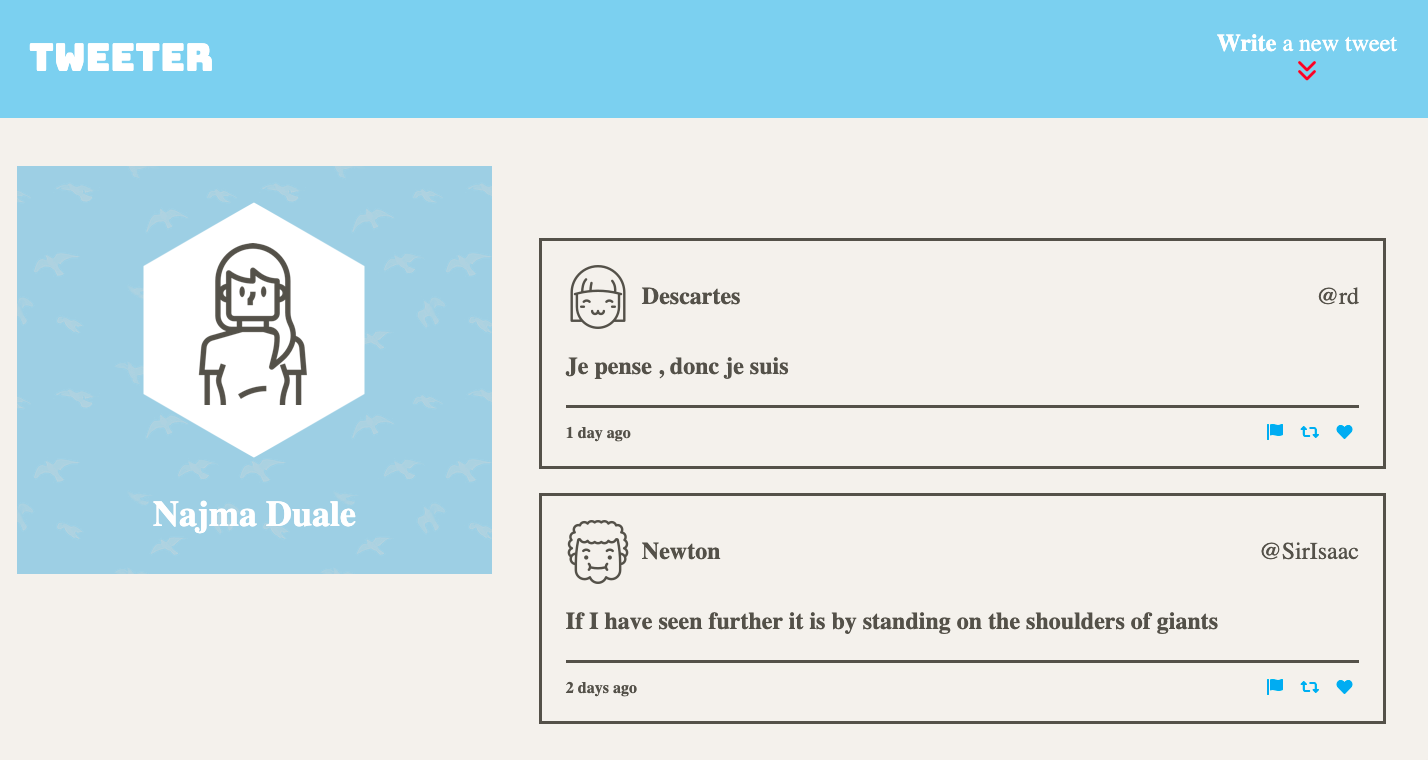 TWEETER
Write a new tweet
Najma Duale
Descartes
@rd
Je pense , donc je suis
1 day ago
Newton
@SirIsaac
If I have seen further it is by standing on the shoulders of giants
2 days ago